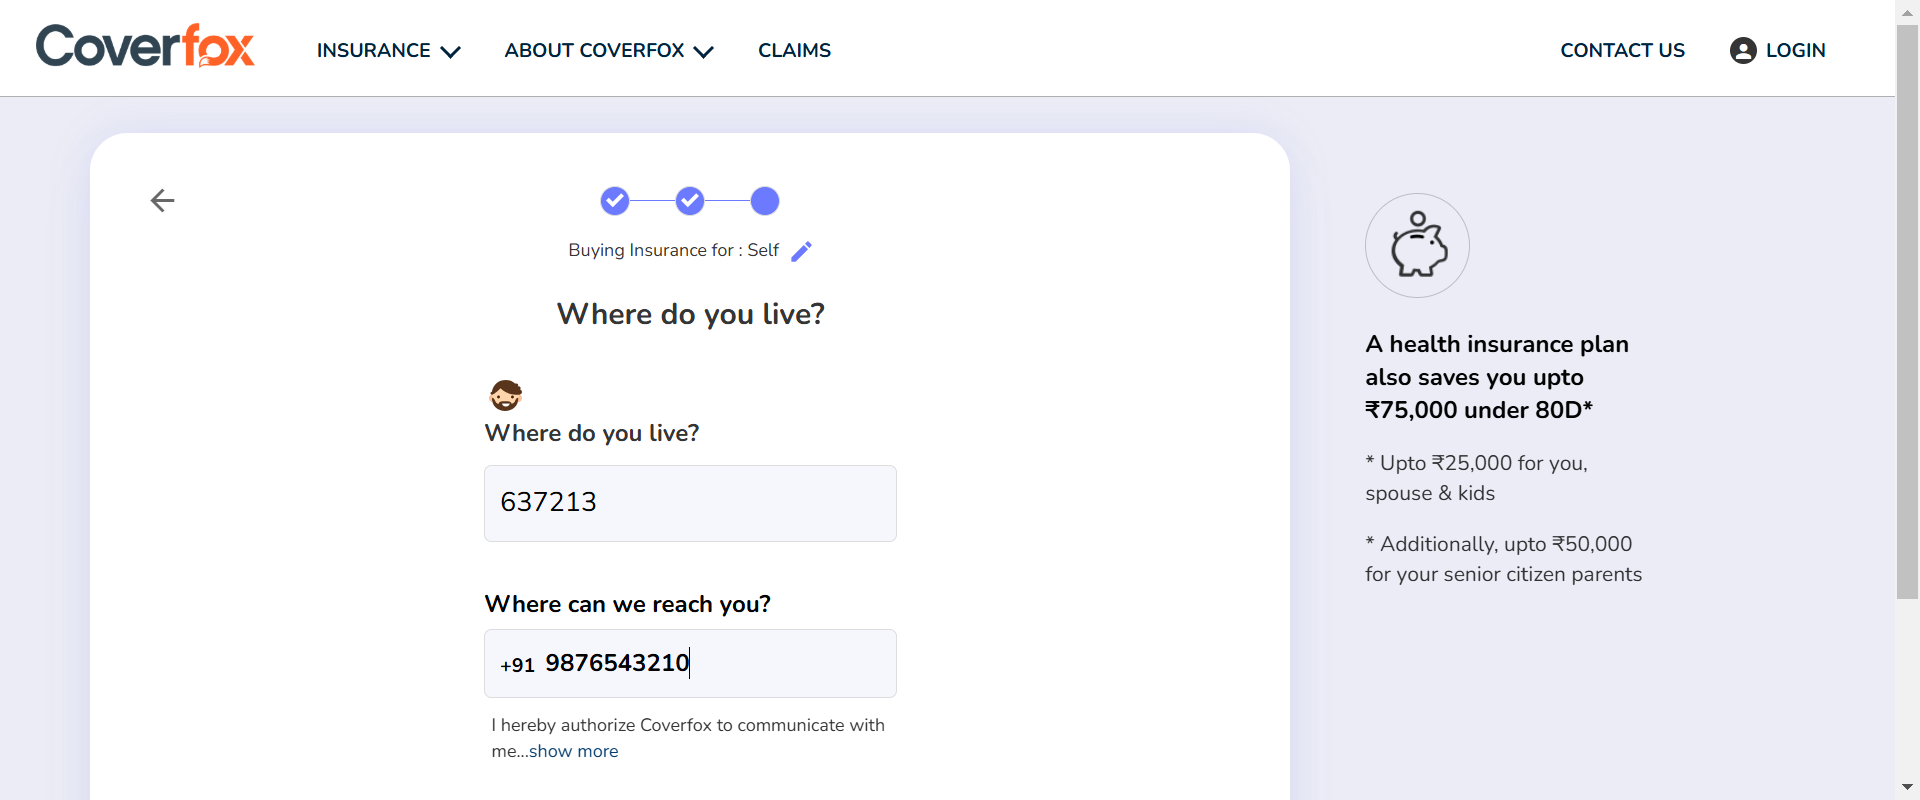 Coverfox
INSURANCE
ABOUT COVERFOX
CLAIMS
CONTACT US
LOGIN
Buying Insurance for : Self
Where do you live?
Where do you live?
637213
Where can we reach you?
+91 9876543210
I hereby authorize Coverfox to communicate with
me...show more
A health insurance plan
also saves you upto
₹75,000 under 80D*
* Upto ₹25,000 for you,
spouse & kids
* Additionally, upto ₹50,000
for your senior citizen parents